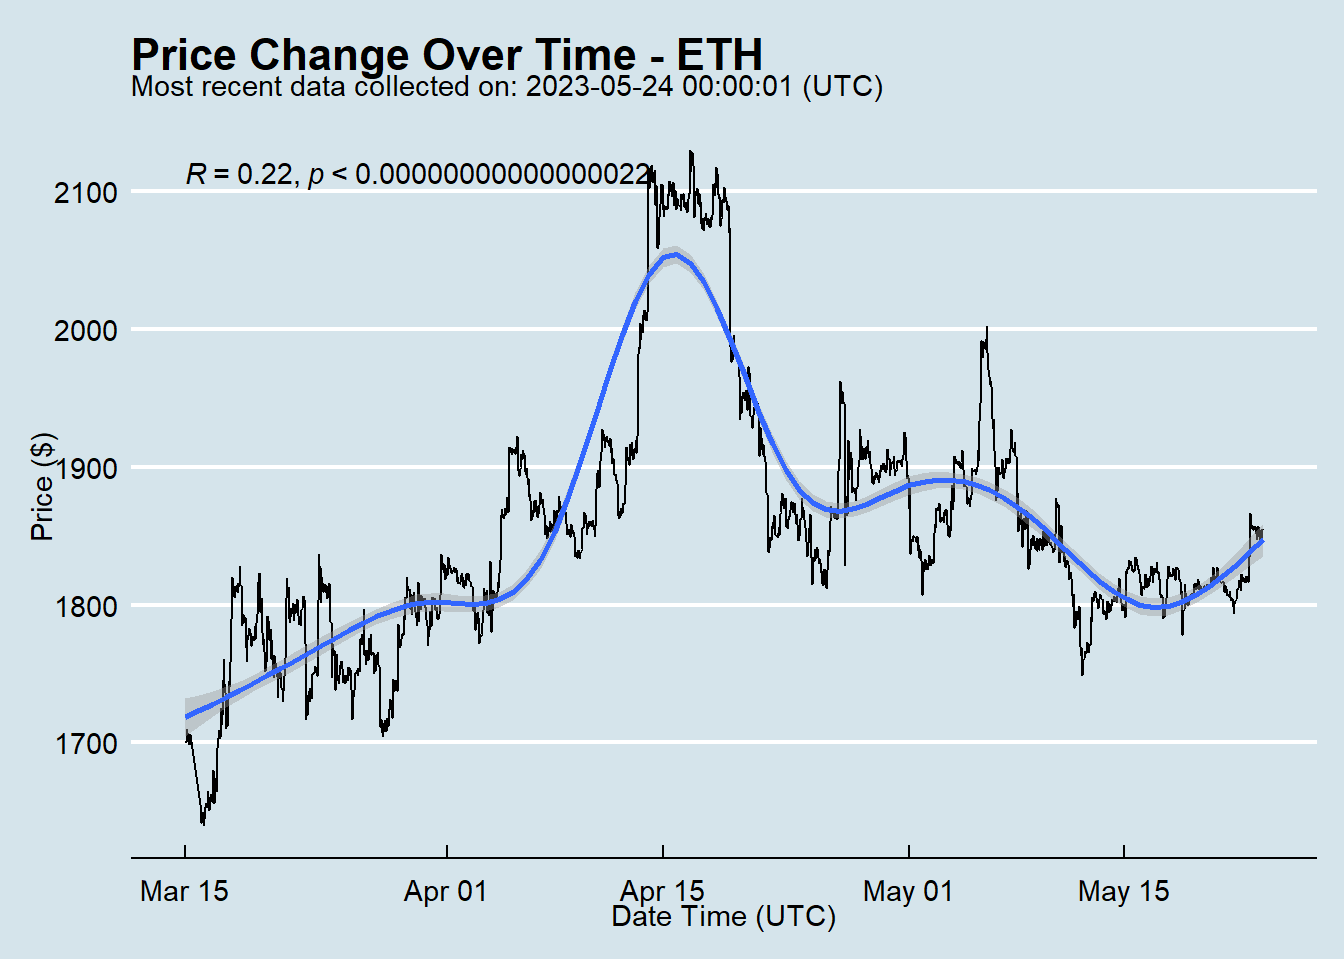 Price Change Over Time - ETH
Most recent data collected on: 2023-05-24 00:00:01 (UTC)
R = 0.22, p < 0.00000000000000022
2100
2000
1900
1800
1700
Price ($)
Mar 15 Apr 01 Apr 15 May 01 May 15
Date Time (UTC)